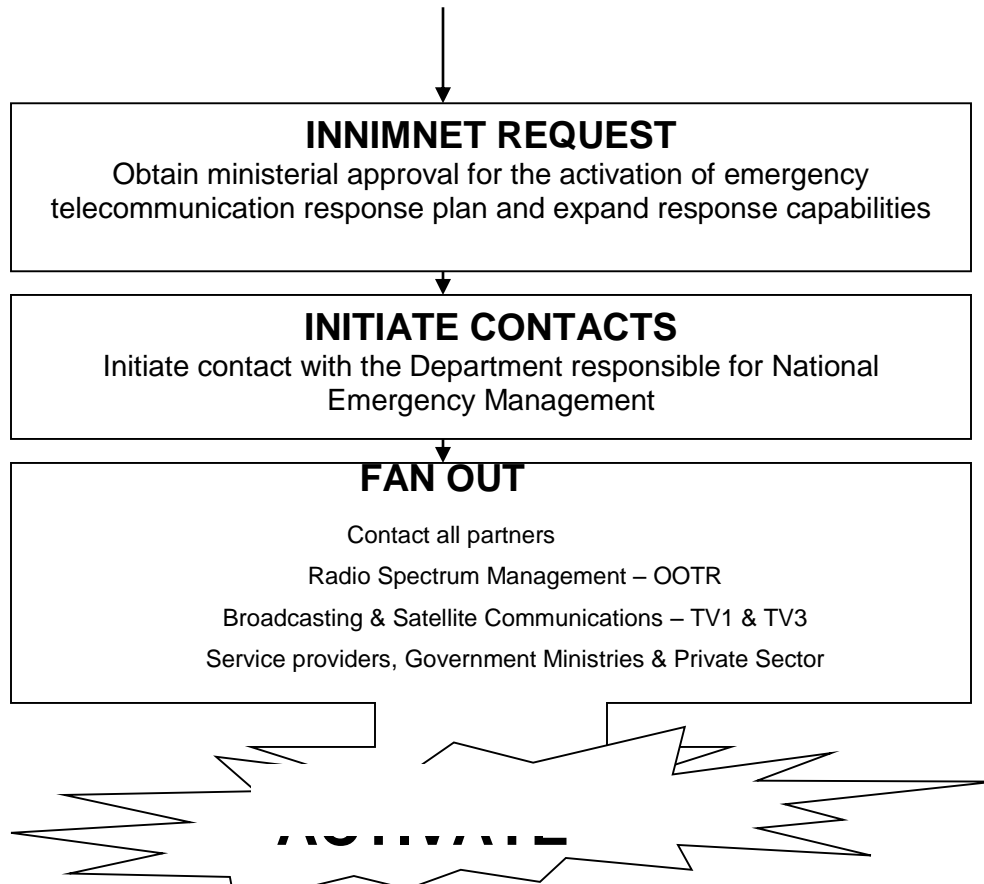 INNIMNET REQUEST
Obtain ministerial approval for the activation of emergency
telecommunication response plan and expand response capabilities
INITIATE CONTACTS
Initiate contact with the Department responsible for National
Emergency Management
FAN OUT
Contact all partners
Radio Spectrum Management – OOTR
Broadcasting & Satellite Communications – TV1 & TV3
Service providers, Government Ministries & Private Sector
ACTIVATE